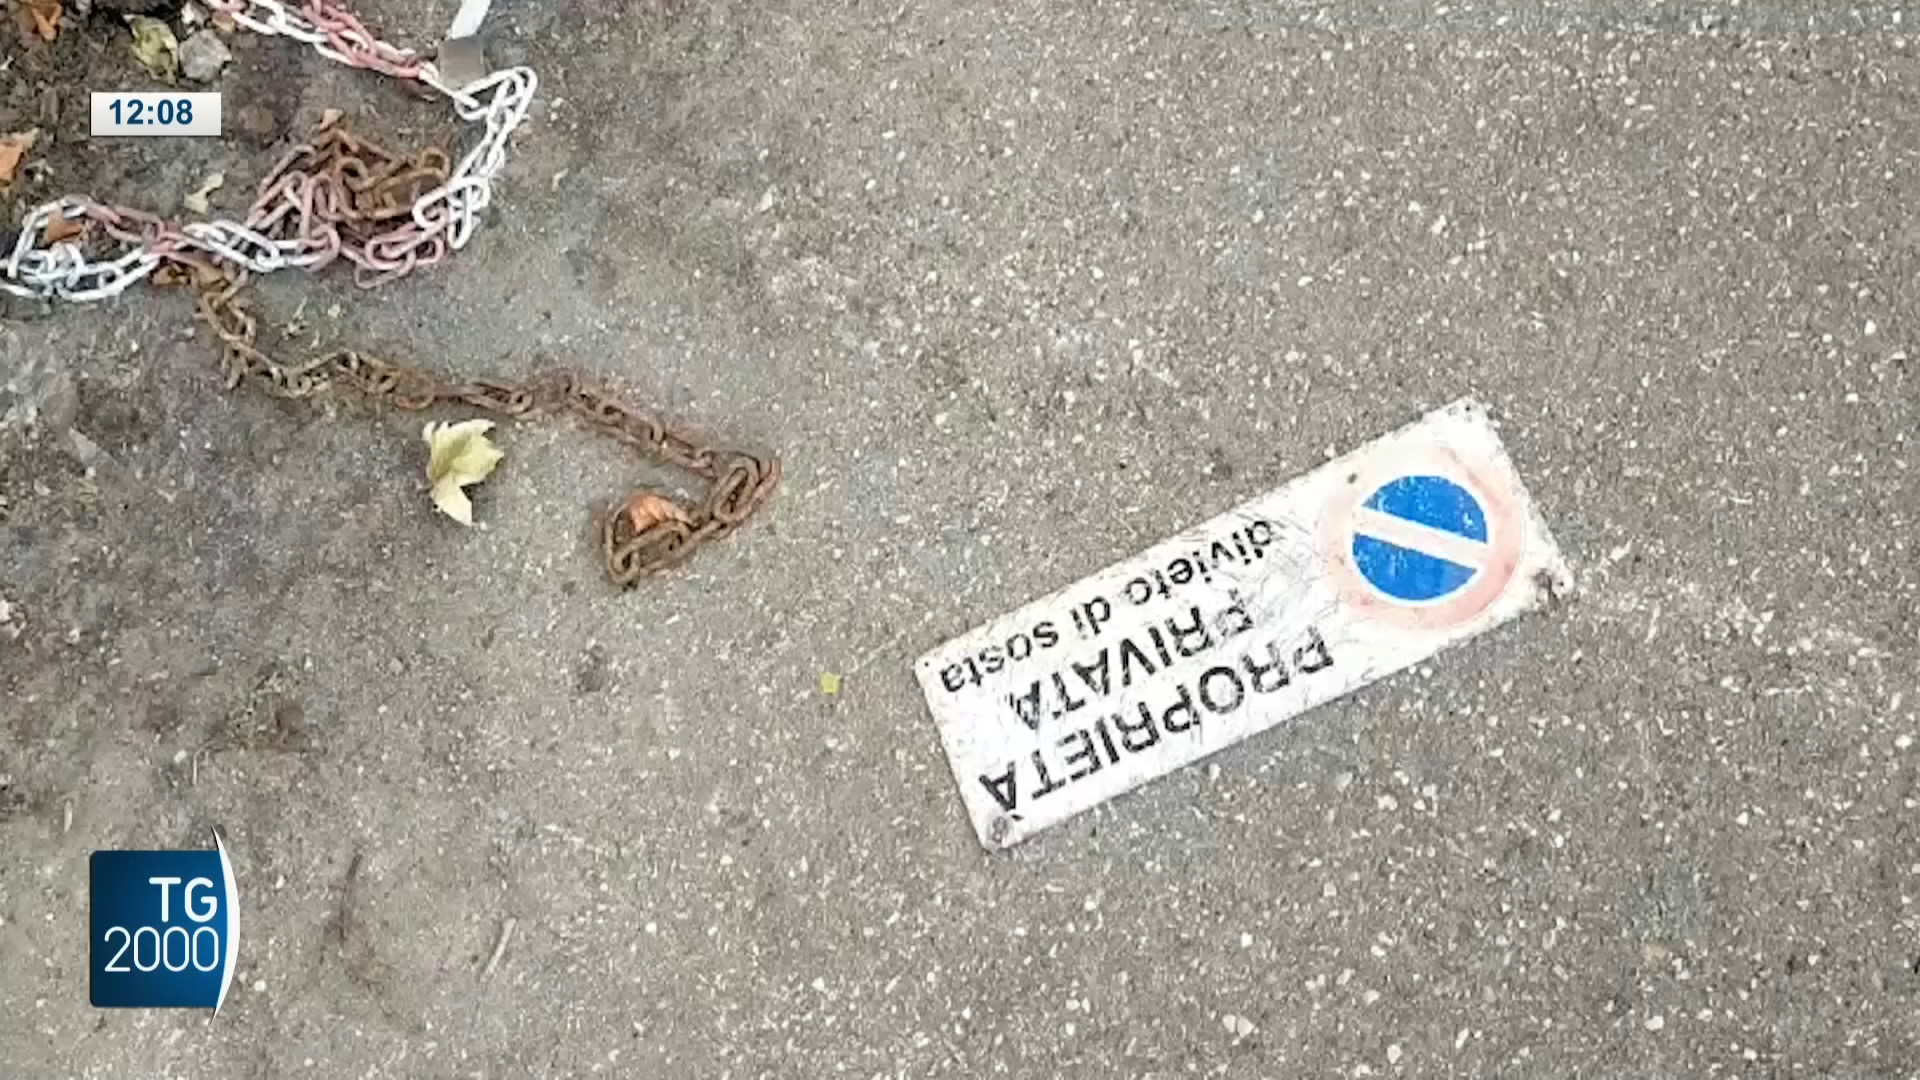 12:08
PROPRIETÀ
PRIVATA
divieto di sosta
TG
2000